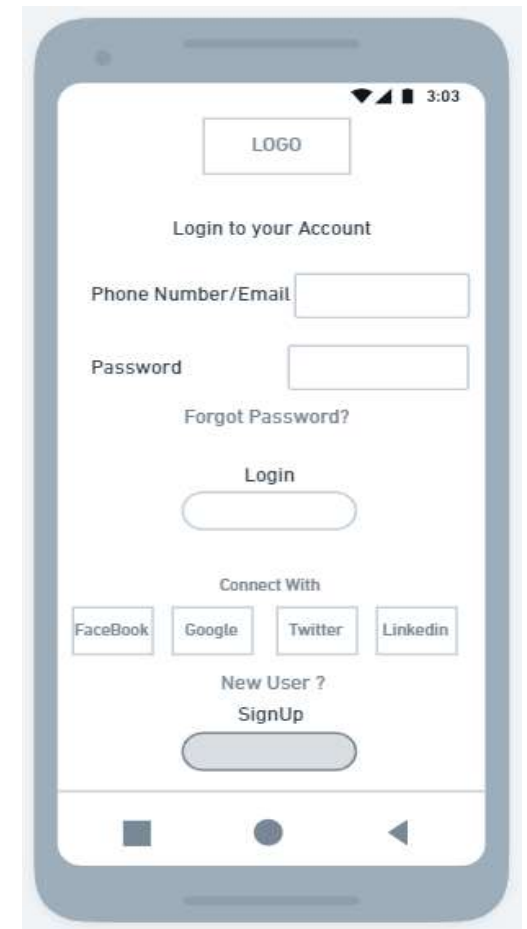 3:03
LOGO
Login to your Account
Phone Number/Email
Password
Forgot Password?
Login
Connect With
FaceBook Google Twitter Linkedin
New User ?
SignUp